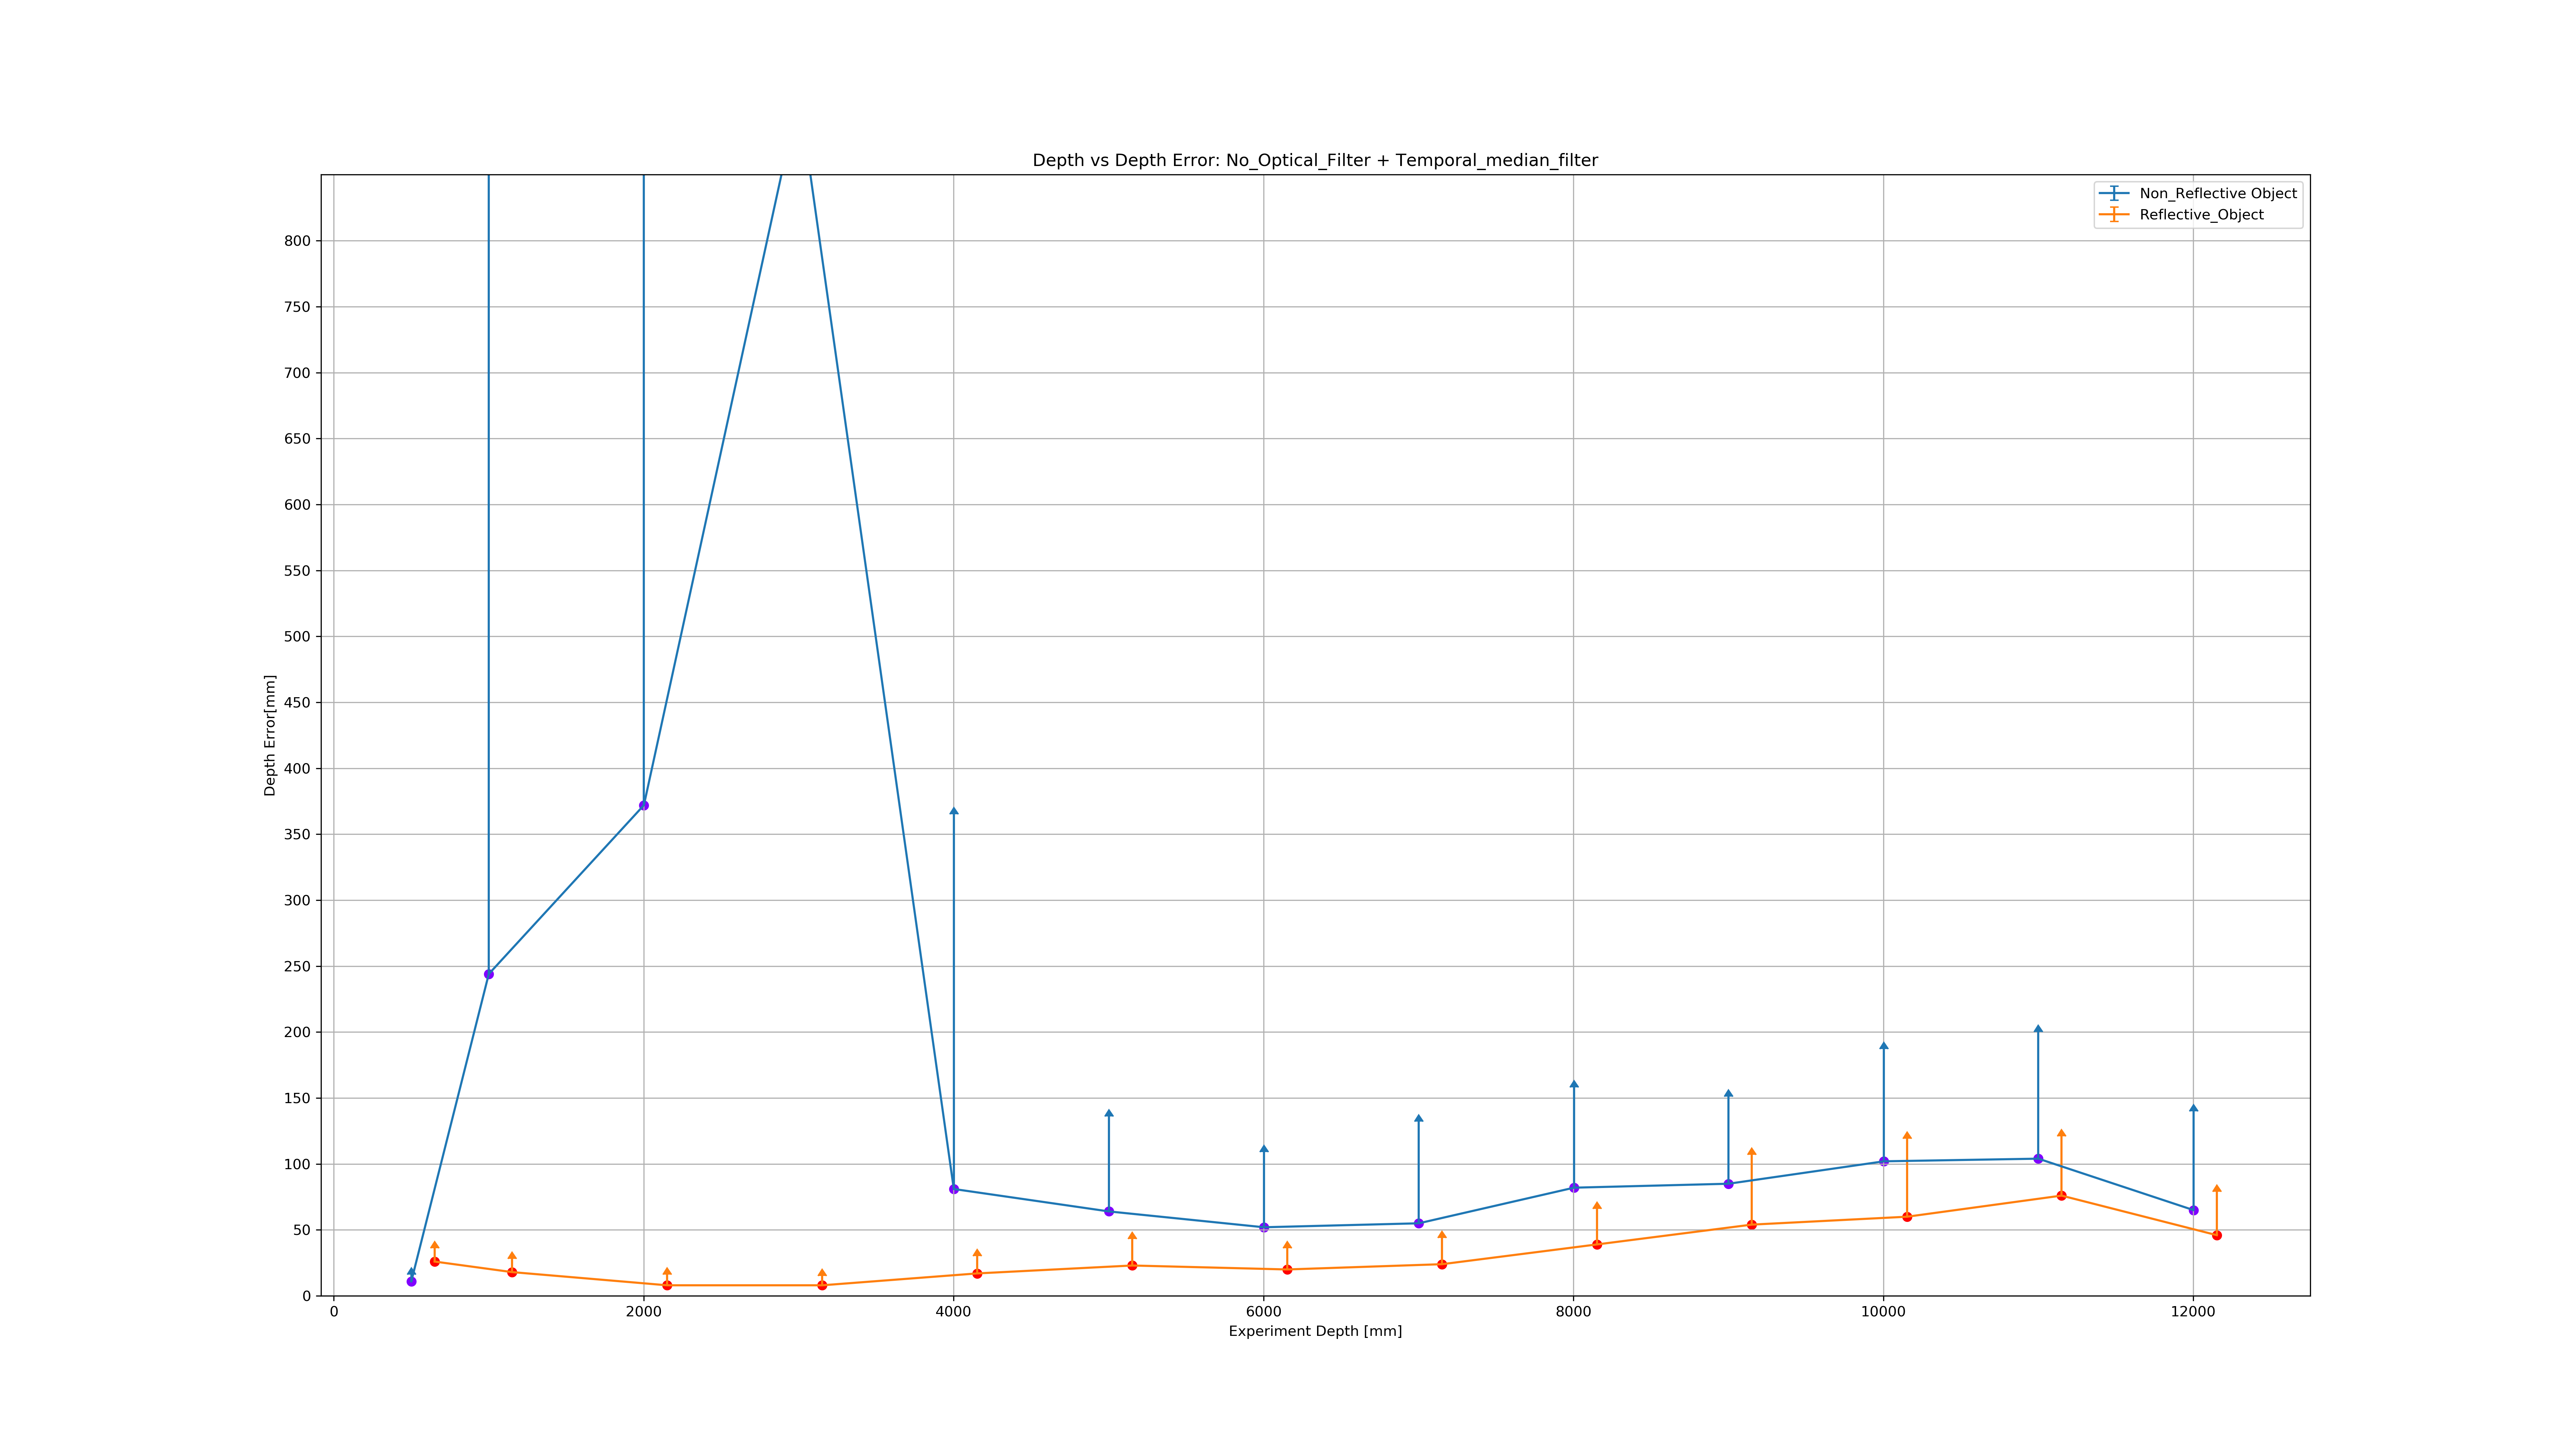 Depth vs Depth Error: No_Optical_Filter + Temporal_median_filter
Non_Reflective Object
Reflective_Object
800
750
700
650
600
550
500
450
400
350
300
250
200
150
100
50
0
Depth Error[mm]
0 2000 4000 6000 8000 10000 12000
Experiment Depth [mm]